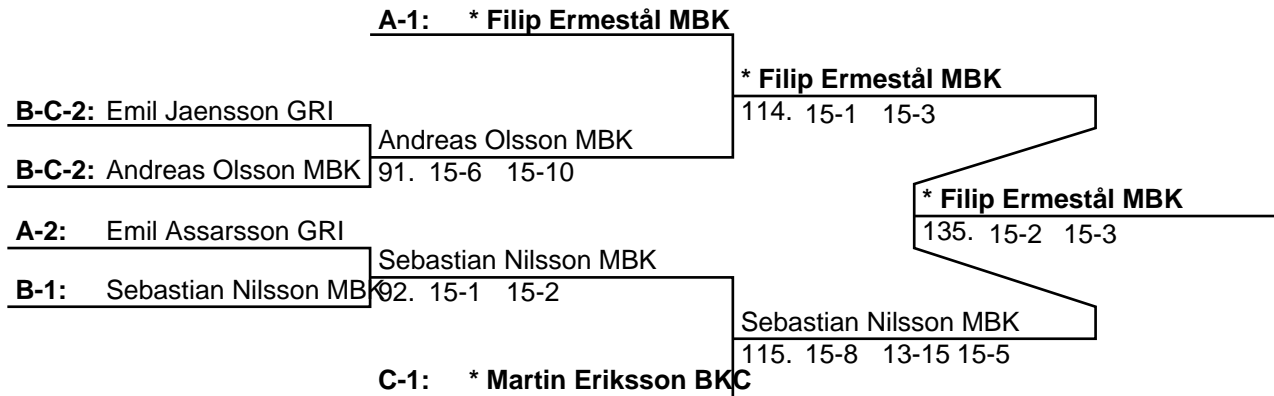 A-1: * Filip Ermestål MBK
* Filip Ermestål MBK
B-C-2: Emil Jaensson GRI
114. 15-1 15-3
Andreas Olsson MBK
B-C-2: Andreas Olsson MBK
91. 15-6 15-10
* Filip Ermestål MBK
A-2: Emil Assarsson GRI
135. 15-2 15-3
Sebastian Nilsson MBK
B-1: Sebastian Nilsson MBK
92. 15-1 15-2
Sebastian Nilsson MBK
115. 15-8 13-15 15-5
C-1: * Martin Eriksson BKC